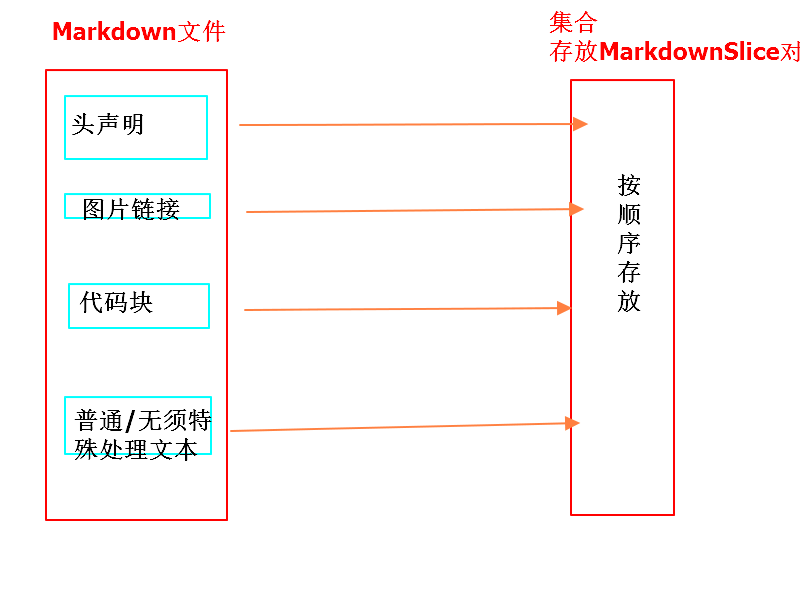 Markdown文件
集合
存放MarkdownSlice对
头声明
图片链接
代码块
普通/无须特
殊处理文本
按
顺
序
存
放